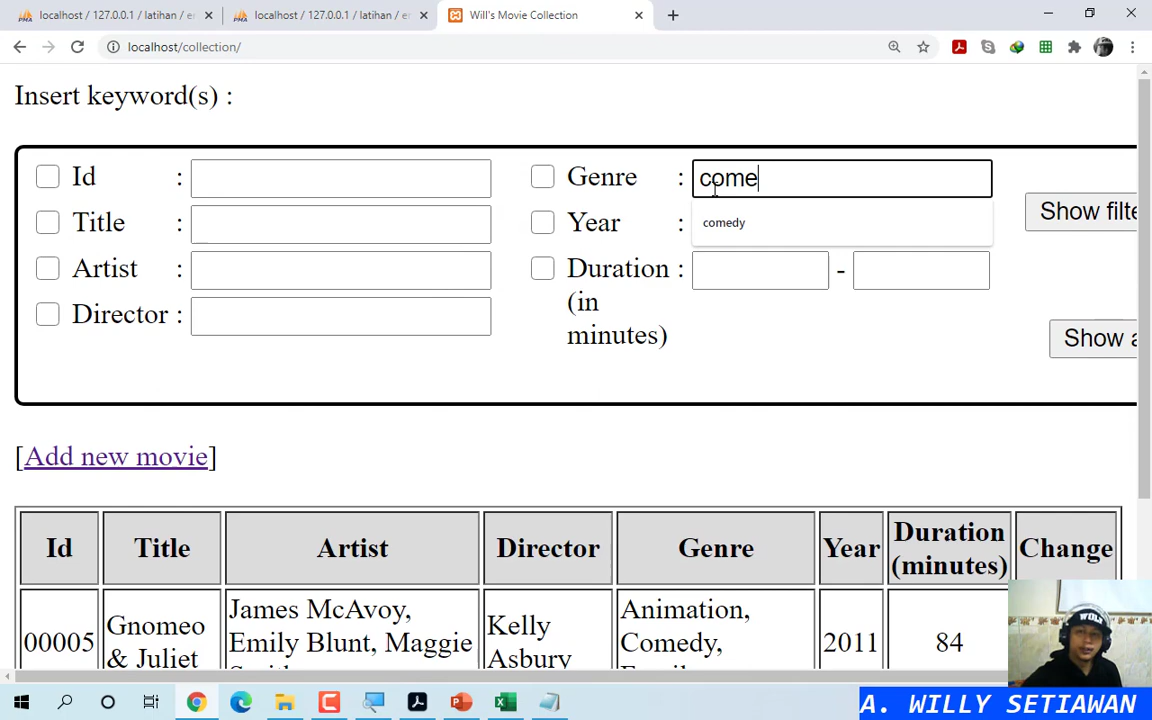 localhost / 127.0.0.1 / latihan / e
localhost / 127.0.0.1 / latihan / e
Will's Movie Collection
localhost/collection/
Insert keyword(s) :
Id :
Genre : come
Show filte
Title :
Year :
comedy
Artist :
Duration : -
(in
minutes)
Director :
Show a
[Add new movie]
Id Title Artist Director Genre Year Duration (minutes) Change
00005 Gnomeo & Juliet James McAvoy, Emily Blunt, Maggie Kelly Asbury Animation, Comedy, 2011 84
A. WILLY SETIAWAN